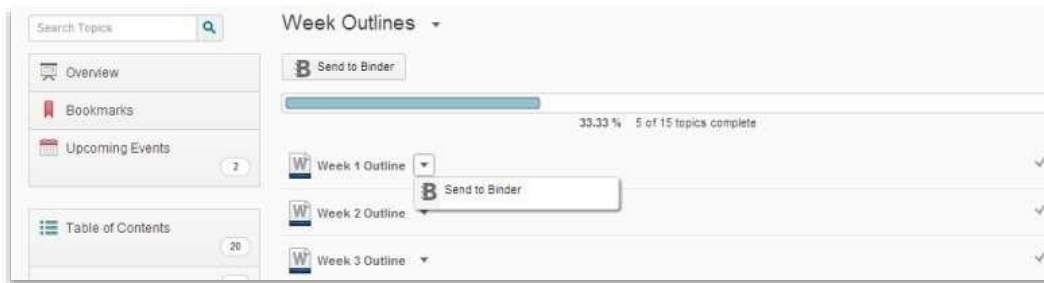 Search Topics
Overview
Bookmarks
Upcoming Events
2
Table of Contents
20
Week Outlines
Send to Binder
33.33 % 5 of 15 topics complete
Week 1 Outline
Send to Binder
Week 2 Outline
Week 3 Outline